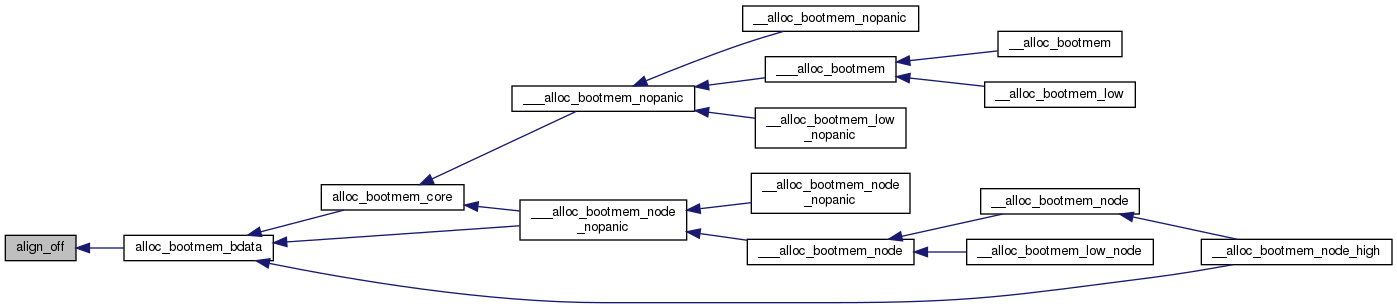 align_off
alloc_bootmem_bdata
alloc_bootmem_core
___alloc_bootmem_nopanic
__alloc_bootmem_nopanic
___alloc_bootmem
__alloc_bootmem
__alloc_bootmem_low
__alloc_bootmem_low
_nopanic
___alloc_bootmem_node
_nopanic
__alloc_bootmem_node
_nopanic
___alloc_bootmem_node
__alloc_bootmem_node
__alloc_bootmem_low_node
__alloc_bootmem_node_high